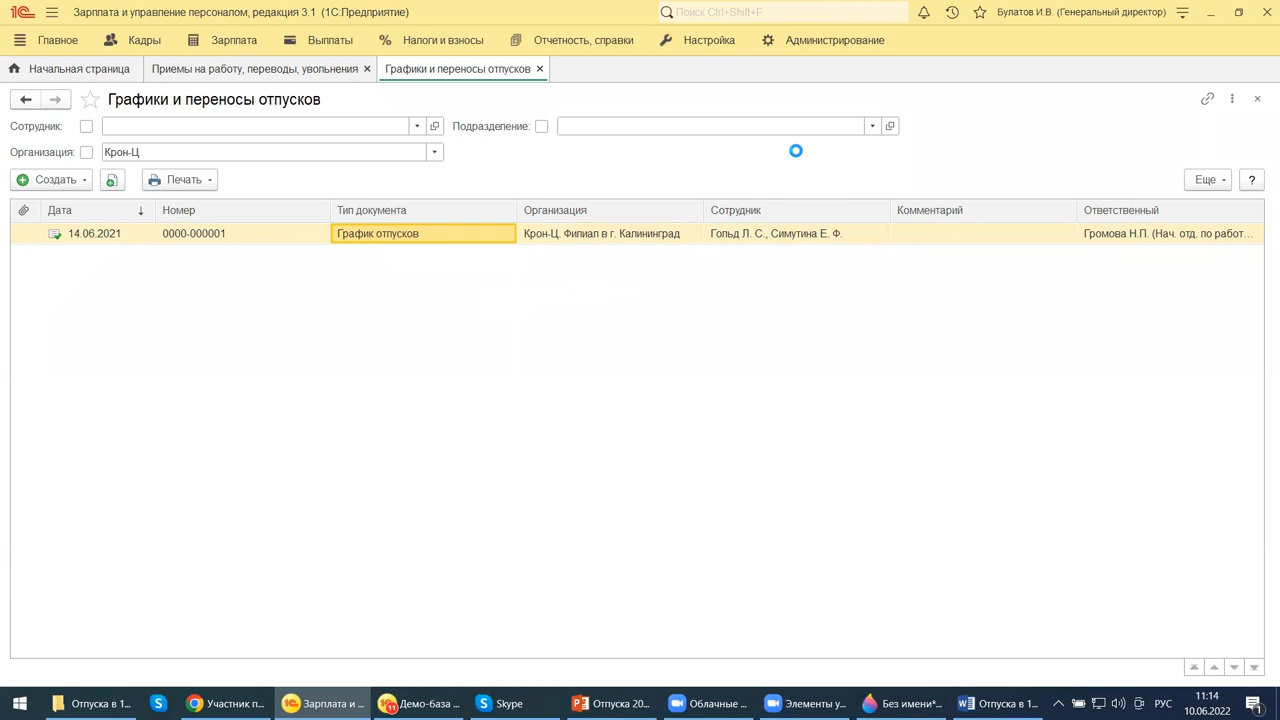 Зарплата и управление персоналом, редакция 3.1 (1С:Предприятие)
Поиск Ctrl+Shift+F
Булатов И.В. (Генеральный директор)
Главное
Кадры
Зарплата
Выплаты
Налоги и взносы
Отчетность, справки
Настройка
Администрирование
Начальная страница
Приемы на работу, переводы, увольнения
Графики и переносы отпусков
Графики и переносы отпусков
Сотрудник:
Подразделение:
Организация:
Крон-Ц
Создать
Печать
Еще
?
Дата
Номер
Тип документа
Организация
Сотрудник
Комментарий
Ответственный
14.06.2021
0000-000001
График отпусков
Крон-Ц. Филиал в г. Калининград
Гольд Л. С., Симутина Е. Ф.
Громова Н.П. (Нач. отд. по работ...
Отпуска в 1...
Участник п...
Зарплата и ...
11
Демо-база ...
Skype
Отпуска 20...
Облачные ...
Элементы у...
Без имени* ...
Отпуска в 1...
РУС
11:14
10.06.2022
1